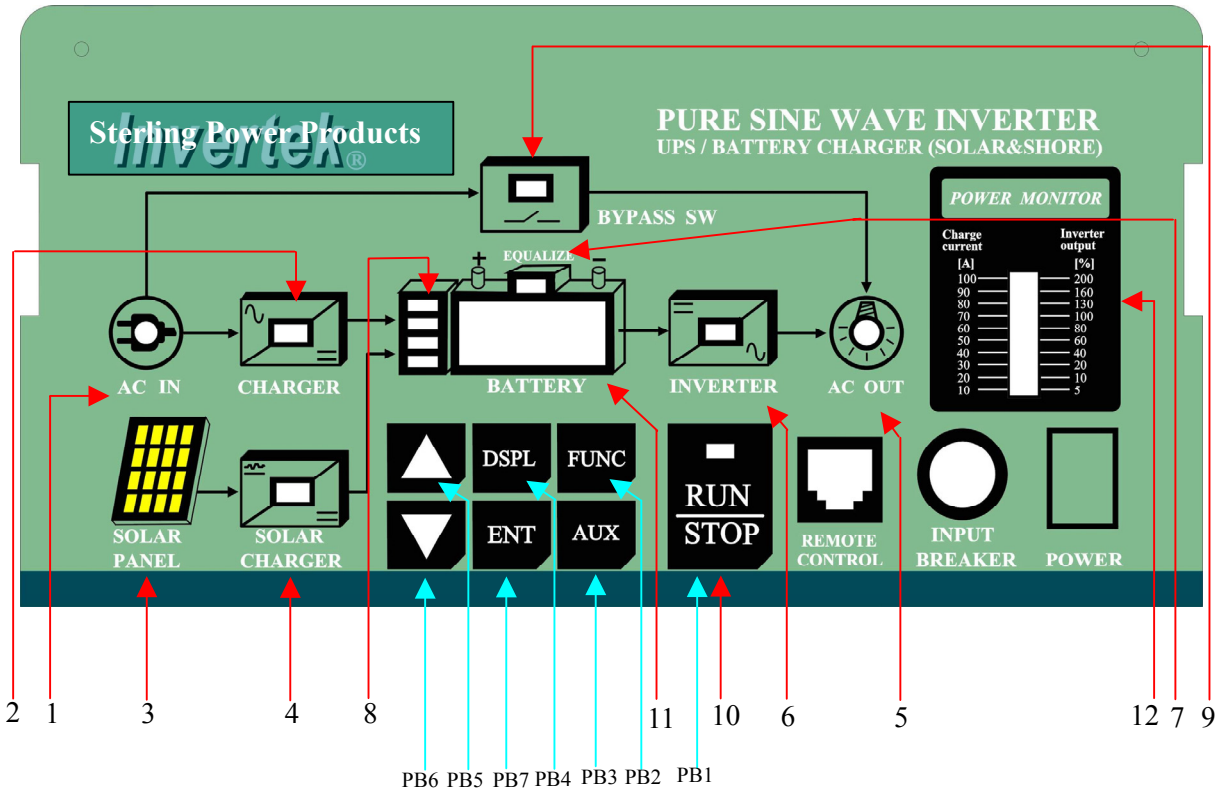 Invertek®
Sterling Power Products
PURE SINE WAVE INVERTER
UPS / BATTERY CHARGER (SOLAR&SHORE)
POWER MONITOR
Charge current
Inverter output
[A] [%]
100 200
90 160
80 130
70 100
60 80
50 60
40 40
30 20
20 10
10 5
BYPASS SW
+ EQUALIZE −
AC IN
CHARGER
BATTERY
INVERTER
AC OUT
SOLAR PANEL
SOLAR CHARGER
DSPL
FUNC
ENT
AUX
RUN
STOP
REMOTE CONTROL
INPUT BREAKER
POWER
2 1 3 4 8 11 10 6 5 12 7 9
PB6 PB5 PB7 PB4 PB3 PB2 PB1